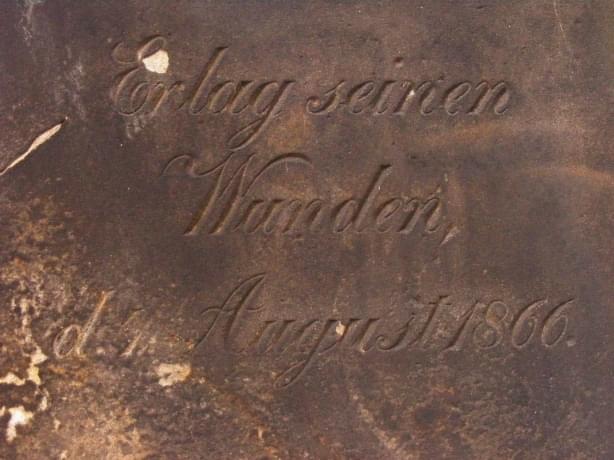 Erlag seinen
Wunden,
d. 1. August 1866.